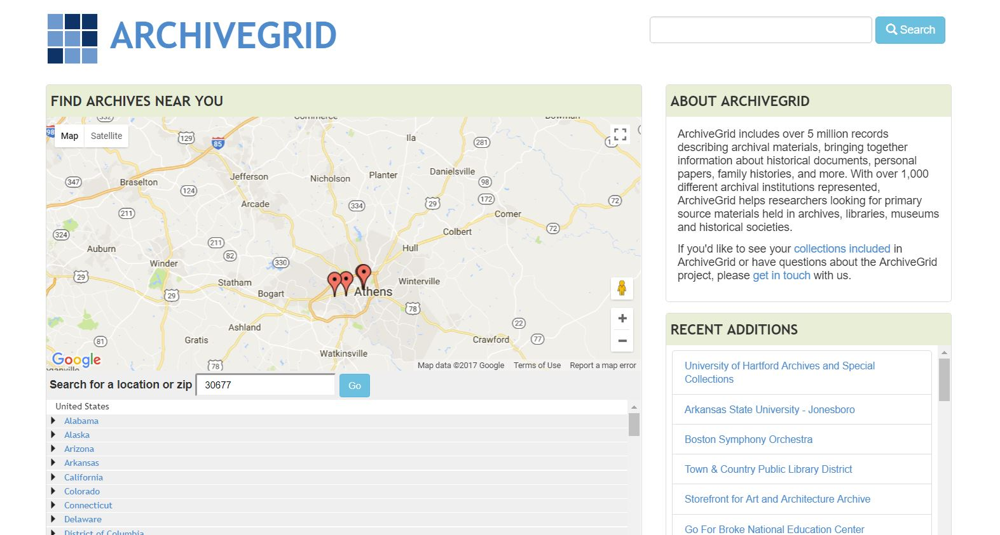 ARCHIVEGRID
Search
FIND ARCHIVES NEAR YOU
Commerce
Map
Satellite
98
332
129
85
Ila
281
Bowman
347
Braselton
Jefferson
Nicholson
Planter
Danielsville
98
124
Arcade
334
29
172
72
211
Comer
324
Colbert
72
Auburn
211
82
Hull
Winder
330
29
Statham
Winterville
Bogart
Athens
29
78
Ashland
22
81
Gratis
Crawford
77
Watkinsville
Google
78
Map data ©2017 Google
Terms of Use
Report a map error
Search for a location or zip
30677
Go
United States
Alabama
Alaska
Arizona
Arkansas
California
Colorado
Connecticut
Delaware
District of Columbia
ABOUT ARCHIVEGRID
ArchiveGrid includes over 5 million records
describing archival materials, bringing together
information about historical documents, personal
papers, family histories, and more. With over 1,000
different archival institutions represented,
ArchiveGrid helps researchers looking for primary
source materials held in archives, libraries, museums
and historical societies.
If you'd like to see your collections included in
ArchiveGrid or have questions about the ArchiveGrid
project, please get in touch with us.
RECENT ADDITIONS
University of Hartford Archives and Special
Collections
Arkansas State University - Jonesboro
Boston Symphony Orchestra
Town & Country Public Library District
Storefront for Art and Architecture Archive
Go For Broke National Education Center